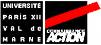 UNIVERSITÉ
PARIS XII
VAL de
MARNE
CONNAISSANCE
ACTION